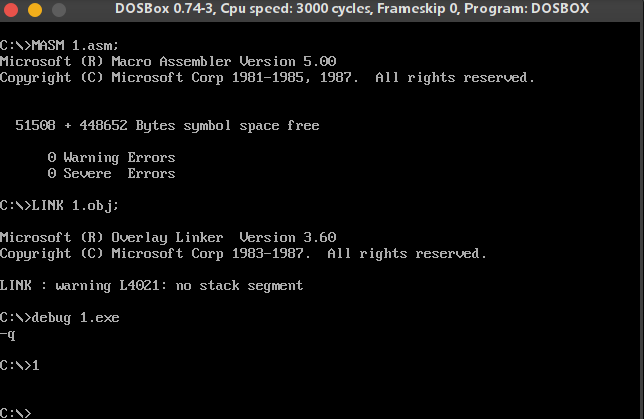 DOSBox 0.74-3, Cpu speed: 3000 cycles, Frameskip 0, Program: DOSBOX
C:\>MASM 1.asm;
Microsoft (R) Macro Assembler Version 5.00
Copyright (C) Microsoft Corp 1981-1985, 1987.  All rights reserved.
51508 + 448652 Bytes symbol space free
0 Warning Errors
0 Severe  Errors
C:\>LINK 1.obj;
Microsoft (R) Overlay Linker  Version 3.60
Copyright (C) Microsoft Corp 1983-1987.  All rights reserved.
LINK : warning L4021: no stack segment
C:\>debug 1.exe
-q
C:\>1
C:\>